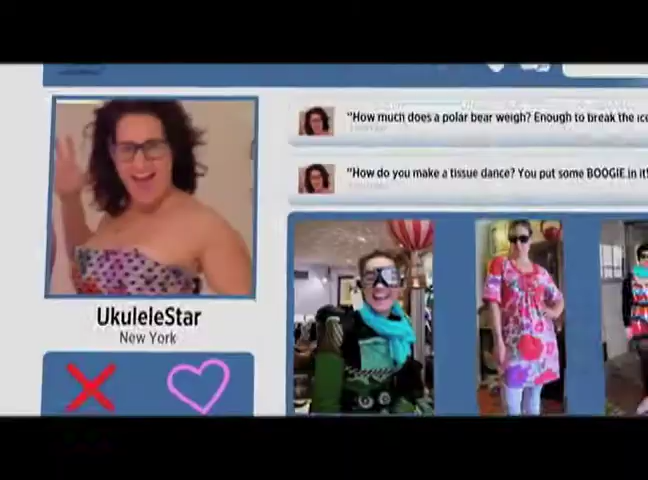 "How much does a polar bear weigh? Enough to break the ice
"How do you make a tissue dance? You put some BOOGIE in it!
UkuleleStar
New York